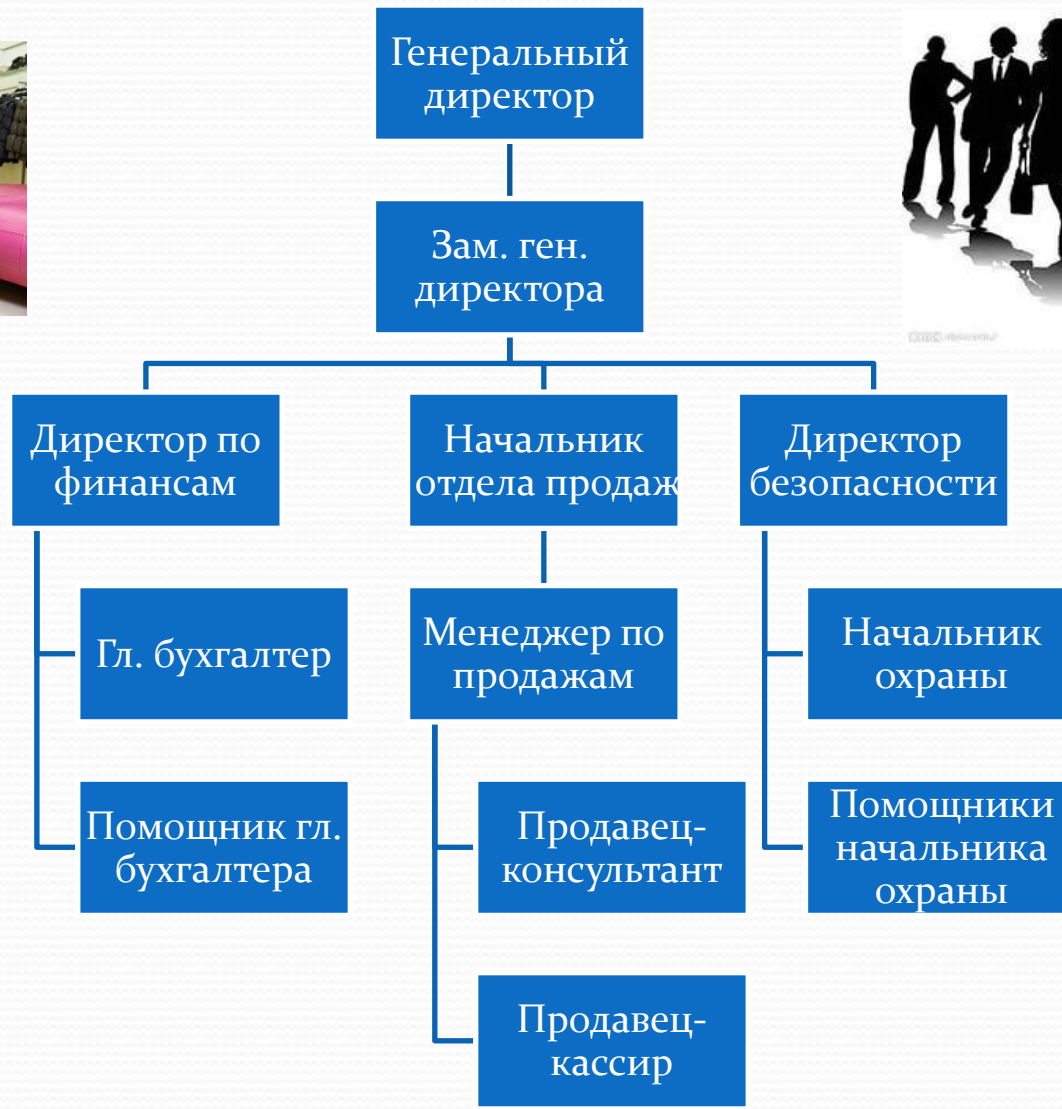 Генеральный
директор
Зам. ген.
директора
Директор по
финансам
Начальник
отдела продаж
Директор
безопасности
Гл. бухгалтер
Менеджер по
продажам
Начальник
охраны
Помощник гл.
бухгалтера
Продавец-
консультант
Помощники
начальника
охраны
Продавец-
кассир